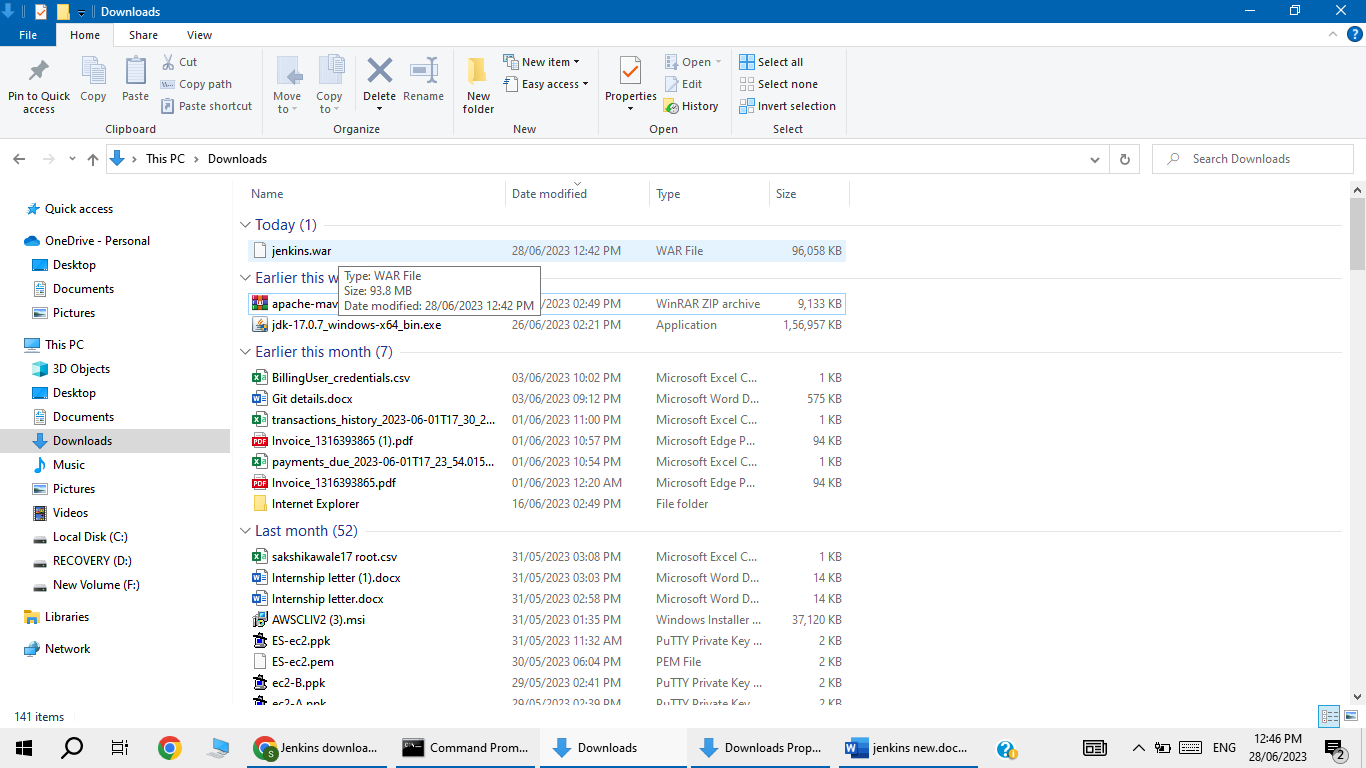 Downloads
File Home Share View
Pin to Quick access
Copy
Paste
Cut
Copy path
Paste shortcut
Clipboard
Move to
Copy to
Delete
Rename
Organize
New folder
New item
Easy access
New
Properties
Open
Edit
History
Open
Select all
Select none
Invert selection
Select
This PC > Downloads
Search Downloads
Quick access
OneDrive - Personal
Desktop
Documents
Pictures
This PC
3D Objects
Desktop
Documents
Downloads
Music
Pictures
Videos
Local Disk (C:)
RECOVERY (D:)
New Volume (F:)
Libraries
Network
Name Date modified Type Size
Today (1)
jenkins.war 28/06/2023 12:42 PM WAR File 96,058 KB
Earlier this w
Type: WAR File
Size: 93.8 MB
Date modified: 28/06/2023 12:42 PM
apache-mav 02:49 PM WinRAR ZIP archive 9,133 KB
jdk-17.0.7_windows-x64_bin.exe 26/06/2023 02:21 PM Application 1,56,957 KB
Earlier this month (7)
BillingUser_credentials.csv 03/06/2023 10:02 PM Microsoft Excel C... 1 KB
Git details.docx 03/06/2023 09:12 PM Microsoft Word D... 575 KB
transactions_history_2023-06-01T17_30_2... 01/06/2023 11:00 PM Microsoft Excel C... 1 KB
Invoice_1316393865 (1).pdf 01/06/2023 10:57 PM Microsoft Edge P... 94 KB
payments_due_2023-06-01T17_23_54.015... 01/06/2023 10:54 PM Microsoft Excel C... 1 KB
Invoice_1316393865.pdf 01/06/2023 12:20 AM Microsoft Edge P... 94 KB
Internet Explorer 16/06/2023 02:49 PM File folder
Last month (52)
sakshikawale17 root.csv 31/05/2023 03:08 PM Microsoft Excel C... 1 KB
Internship letter (1).docx 31/05/2023 03:03 PM Microsoft Word D... 14 KB
Internship letter.docx 31/05/2023 02:58 PM Microsoft Word D... 14 KB
AWSCLIV2 (3).msi 31/05/2023 01:35 PM Windows Installer ... 37,120 KB
ES-ec2.ppk 31/05/2023 11:32 AM PuTTY Private Key ... 2 KB
ES-ec2.pem 30/05/2023 06:04 PM PEM File 2 KB
ec2-B.ppk 29/05/2023 02:41 PM PuTTY Private Key ... 2 KB
ec2-A.ppk 29/05/2023 02:39 PM PuTTY Private Key ... 2 KB
141 items
Jenkins downloa...
Command Prom...
Downloads
Downloads Prop...
jenkins new.doc...
ENG
12:46 PM
28/06/2023
2